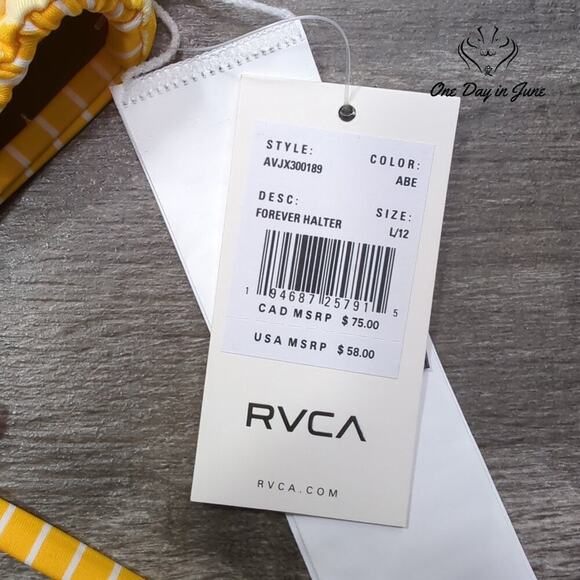 One Day in June
STYLE:
AVJX300189
COLOR:
ABE
DESC:
FOREVER HALTER
SIZE:
L/12
1 94687 25791 5
CAD MSRP $ 75.00
USA MSRP $ 58.00
RVCA
RVCA.COM